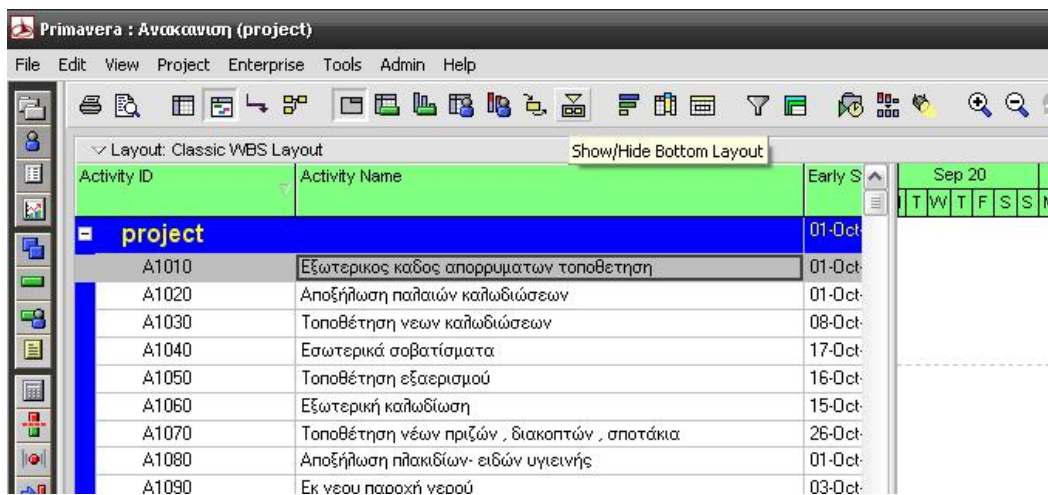 Primavera : Ανακανιση (project)
File Edit View Project Enterprise Tools Admin Help
Show/Hide Bottom Layout
Layout: Classic WBS Layout
Activity ID Activity Name Early S Sep 20
T W T F S S
project 01-Oct-
A1010 Εξωτερικος καδος απορρυματων τοποθετηση 01-Oct-
A1020 Αποξήλωση παλαιών καλωδιώσεων 01-Oct-
A1030 Τοποθέτηση νεων καλωδιώσεων 08-Oct-
A1040 Εσωτερικά σοβατίσματα 17-Oct-
A1050 Τοποθέτηση εξαερισμού 16-Oct-
A1060 Εξωτερική καλωδίωση 15-Oct-
A1070 Τοποθέτηση νέων πριζών , διακοπτών , σποτάκια 26-Oct-
A1080 Αποξήλωση πλακιδίων- ειδών υγιεινής 01-Oct-
A1090 Εκ νεου παροχή νερού 03-Oct-